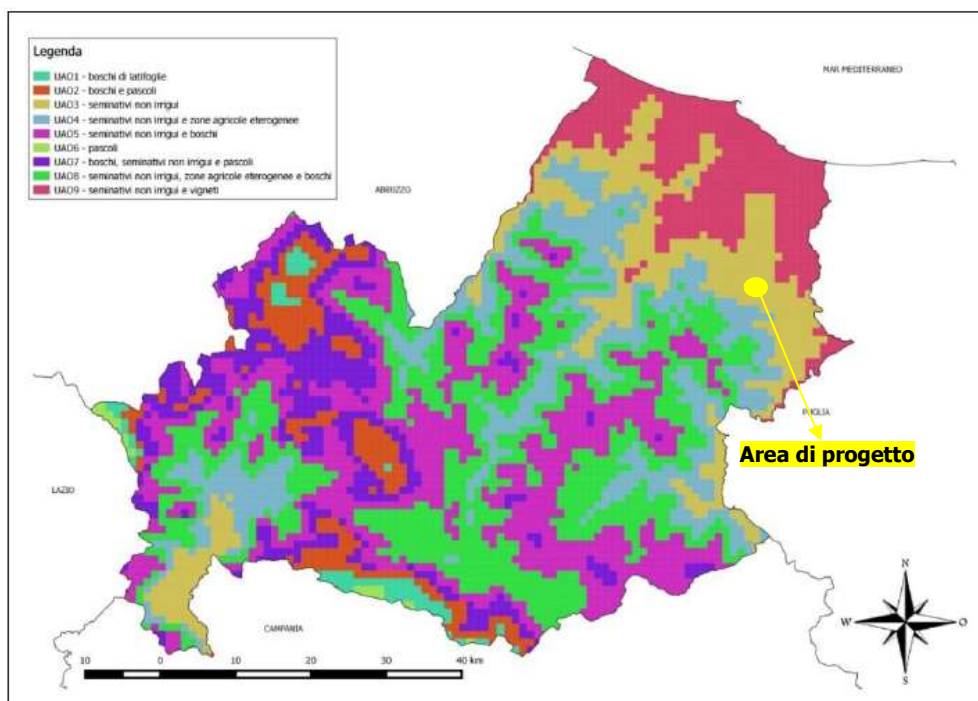 Legenda
UAO1 - boschi di latifoglie
UAO2 - boschi e pascoli
UAO3 - seminativi non irrigui
UAO4 - seminativi non irrigui e zone agricole eterogenee
UAO5 - seminativi non irrigui e boschi
UAO6 - pascoli
UAO7 - boschi, seminativi non irrigui e pascoli
UAO8 - seminativi non irrigui, zone agricole eterogenee e boschi
UAO9 - seminativi non irrigui e vigneti
MAR MEDITERRANEO
ABRUZZO
PUGLIA
Area di progetto
LAZIO
CAMPANIA
10 0 10 20 30 40 km
N
W O
S